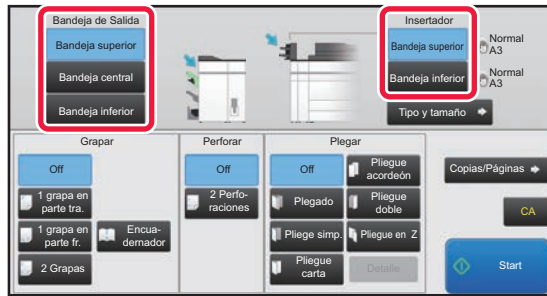 Bandeja de Salida
Bandeja superior
Bandeja central
Bandeja inferior
Insertador
Bandeja superior
Normal
A3
Bandeja inferior
Normal
A3
Tipo y tamaño
Grapar
Off
1 grapa en
parte tra.
1 grapa en
parte fr.
Encua-
dernador
2 Grapas
Perforar
Off
2 Perfo-
raciones
Plegar
Off
Pliegue
acordeón
Plegado
Pliegue
doble
Pliege simp.
Pliegue en Z
Pliegue
carta
Detalle
Copias/Páginas
CA
Start